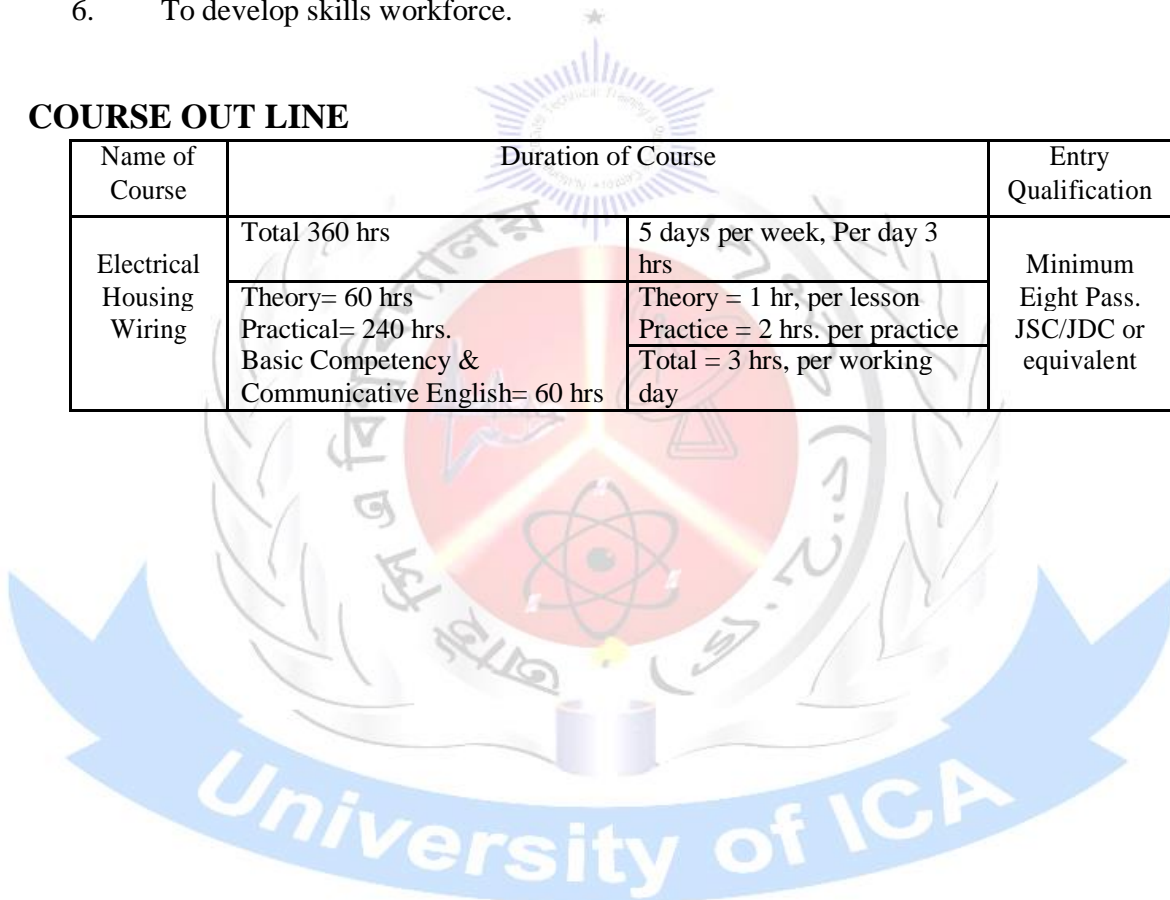 6. To develop skills workforce.
COURSE OUT LINE
Name of
Course
Duration of Course
Entry
Qualification
Electrical
Housing
Wiring
Total 360 hrs
5 days per week, Per day 3
hrs
Theory= 60 hrs
Practical= 240 hrs.
Basic Competency &
Communicative English= 60 hrs
Theory = 1 hr, per lesson
Practice = 2 hrs. per practice
Total = 3 hrs, per working
day
Minimum
Eight Pass.
JSC/JDC or
equivalent
University of ICA